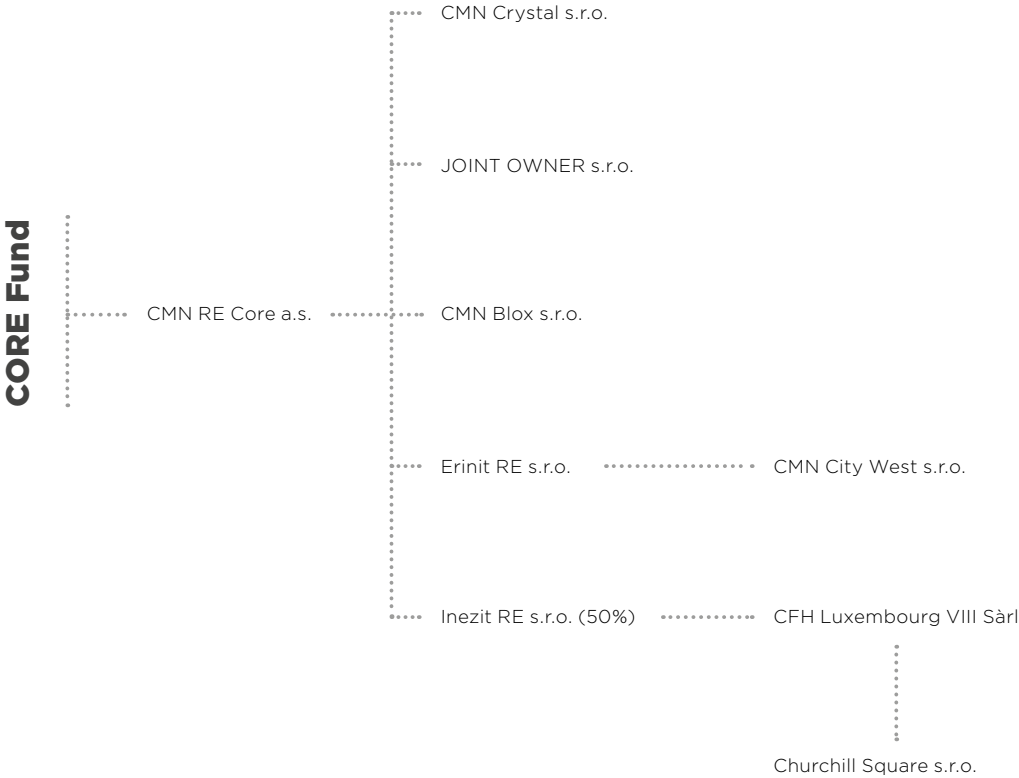 CORE Fund
CMN RE Core a.s.
CMN Crystal s.r.o.
JOINT OWNER s.r.o.
CMN Blox s.r.o.
Erinit RE s.r.o.
CMN City West s.r.o.
Inezit RE s.r.o. (50%)
CFH Luxembourg VIII Sàrl
Churchill Square s.r.o.